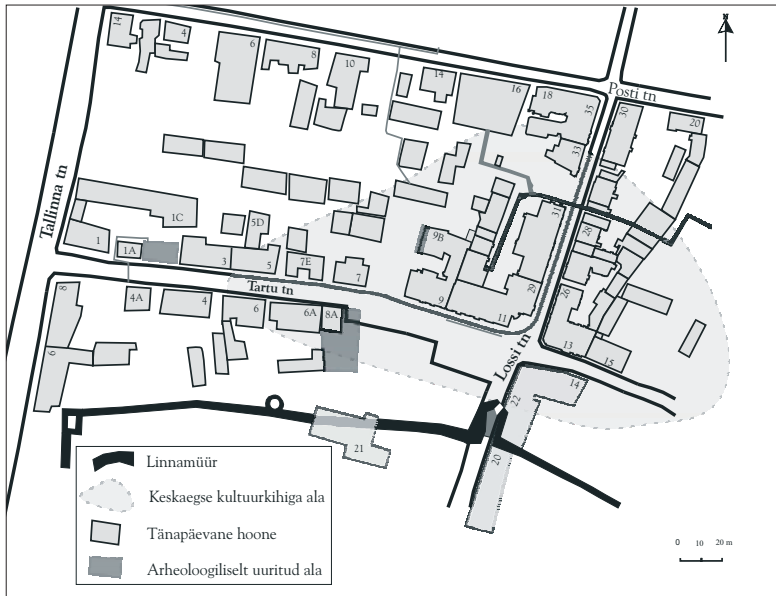 N
14
4
6
8
10
14
16
18
35
33
Posti tn
30
20
Tallinna tn
1C
1
1A
3
5D
5
7E
7
9B
9
11
31
29
28
26
13
15
Tartu tn
8
6
4A
4
6
6A
8A
Lossi tn
14
22
20
21
Linnamüür
Keskaegse kultuurkihiga ala
Tänapäevane hoone
Arheoloogiliselt uuritud ala
0 10 20 m